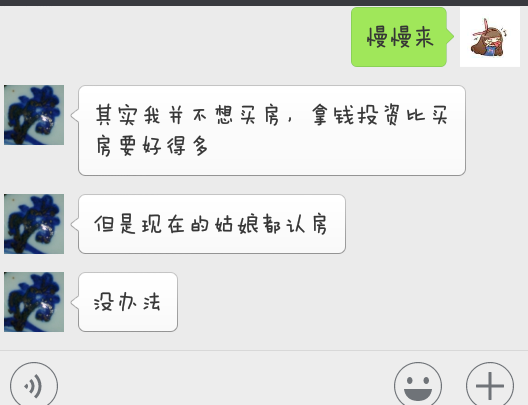 慢慢来
其实我并不想买房，拿钱投资比买
房要好得多
但是现在的姑娘都认房
没办法